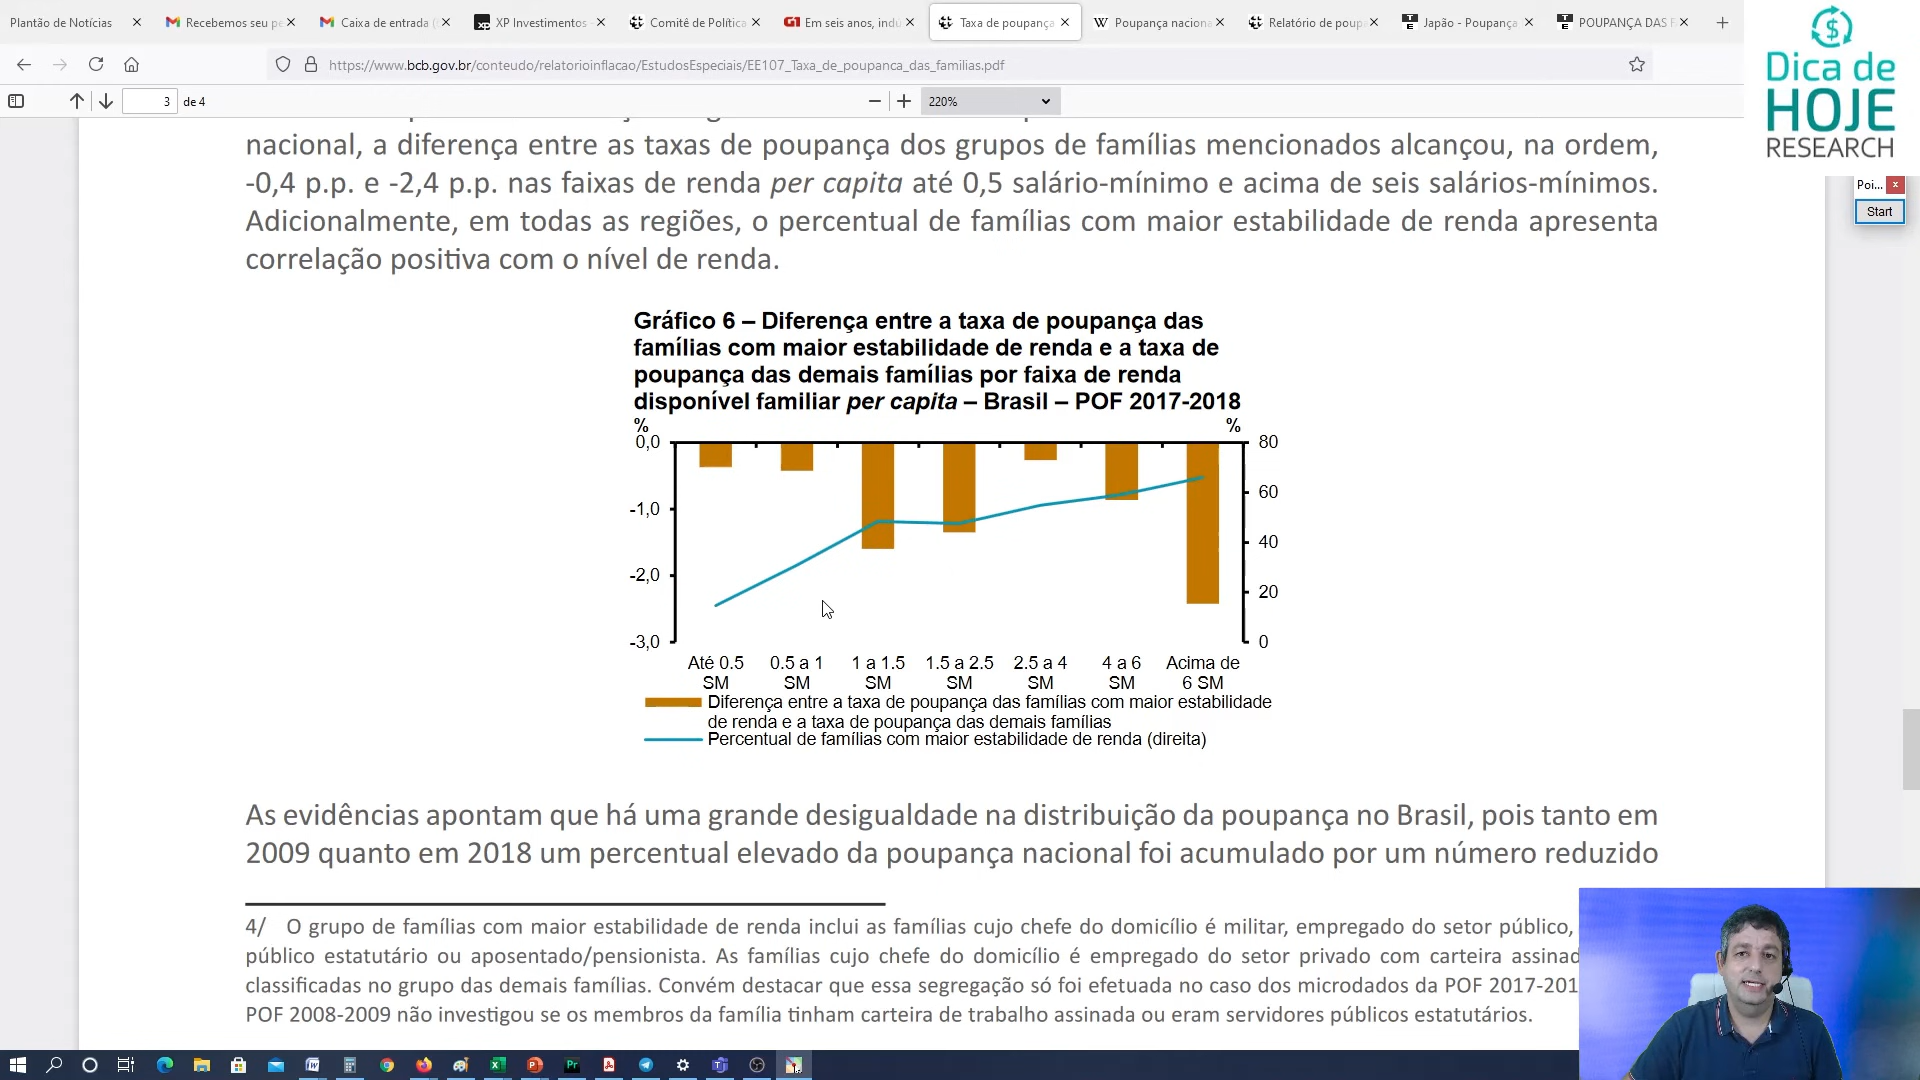 Plantão de Notícias
Recebemos seu pe
Caixa de entrada (
XP Investimentos -
Comitê de Política
Em seis anos, indú
Taxa de poupança
Poupança naciona
Relatório de poup
Japão - Poupança
POUPANÇA DAS F
https://www.bcb.gov.br/conteudo/relatorioinflacao/EstudosEspeciais/EE107_Taxa_de_poupanca_das_familias.pdf
3 de 4
220%
Dica de
HOJE
RESEARCH
Poi...
Start
nacional, a diferença entre as taxas de poupança dos grupos de famílias mencionados alcançou, na ordem,
-0,4 p.p. e -2,4 p.p. nas faixas de renda per capita até 0,5 salário-mínimo e acima de seis salários-mínimos.
Adicionalmente, em todas as regiões, o percentual de famílias com maior estabilidade de renda apresenta
correlação positiva com o nível de renda.
Gráfico 6 – Diferença entre a taxa de poupança das
famílias com maior estabilidade de renda e a taxa de
poupança das demais famílias por faixa de renda
disponível familiar per capita – Brasil – POF 2017-2018
% %
0,0 80
60
-1,0
40
-2,0
20
-3,0 0
Até 0.5 0.5 a 1 1 a 1.5 1.5 a 2.5 2.5 a 4 4 a 6 Acima de
SM SM SM SM SM SM 6 SM
Diferença entre a taxa de poupança das famílias com maior estabilidade
de renda e a taxa de poupança das demais famílias
Percentual de famílias com maior estabilidade de renda (direita)
As evidências apontam que há uma grande desigualdade na distribuição da poupança no Brasil, pois tanto em
2009 quanto em 2018 um percentual elevado da poupança nacional foi acumulado por um número reduzido
4/ O grupo de famílias com maior estabilidade de renda inclui as famílias cujo chefe do domicílio é militar, empregado do setor público,
público estatutário ou aposentado/pensionista. As famílias cujo chefe do domicílio é empregado do setor privado com carteira assinad
classificadas no grupo das demais famílias. Convém destacar que essa segregação só foi efetuada no caso dos microdados da POF 2017-201
POF 2008-2009 não investigou se os membros da família tinham carteira de trabalho assinada ou eram servidores públicos estatutários.